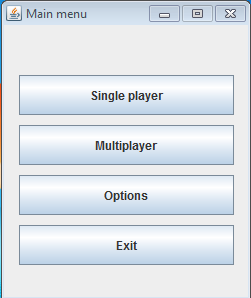 Main menu
Single player
Multiplayer
Options
Exit